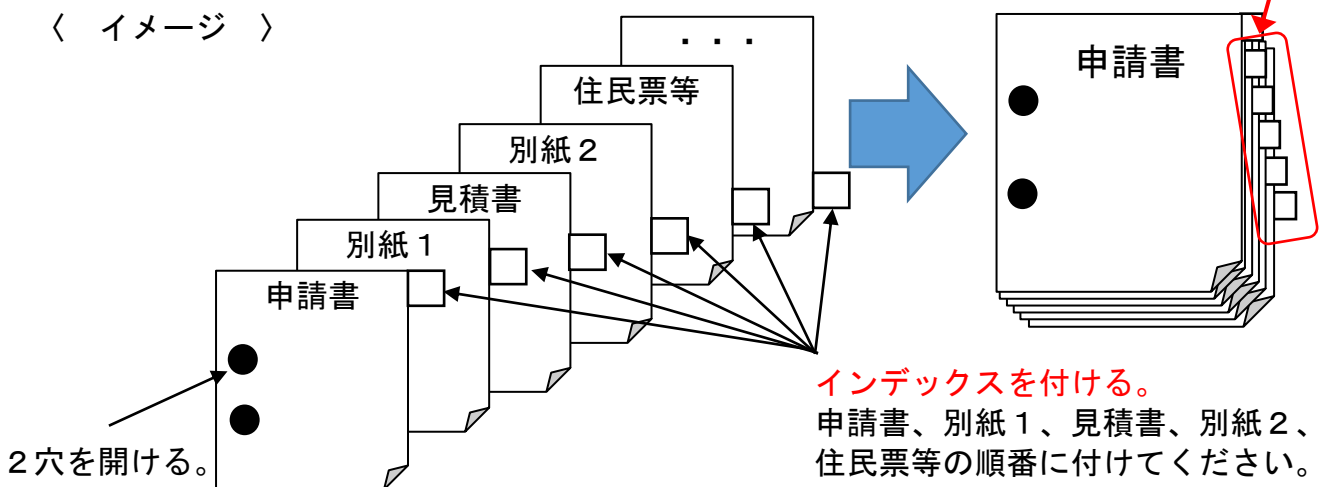 〈　イメージ　〉
・・・
住民票等
別紙２
見積書
別紙１
申請書
２穴を開ける。
申請書
インデックスを付ける。
申請書、別紙１、見積書、別紙２、
住民票等の順番に付けてください。